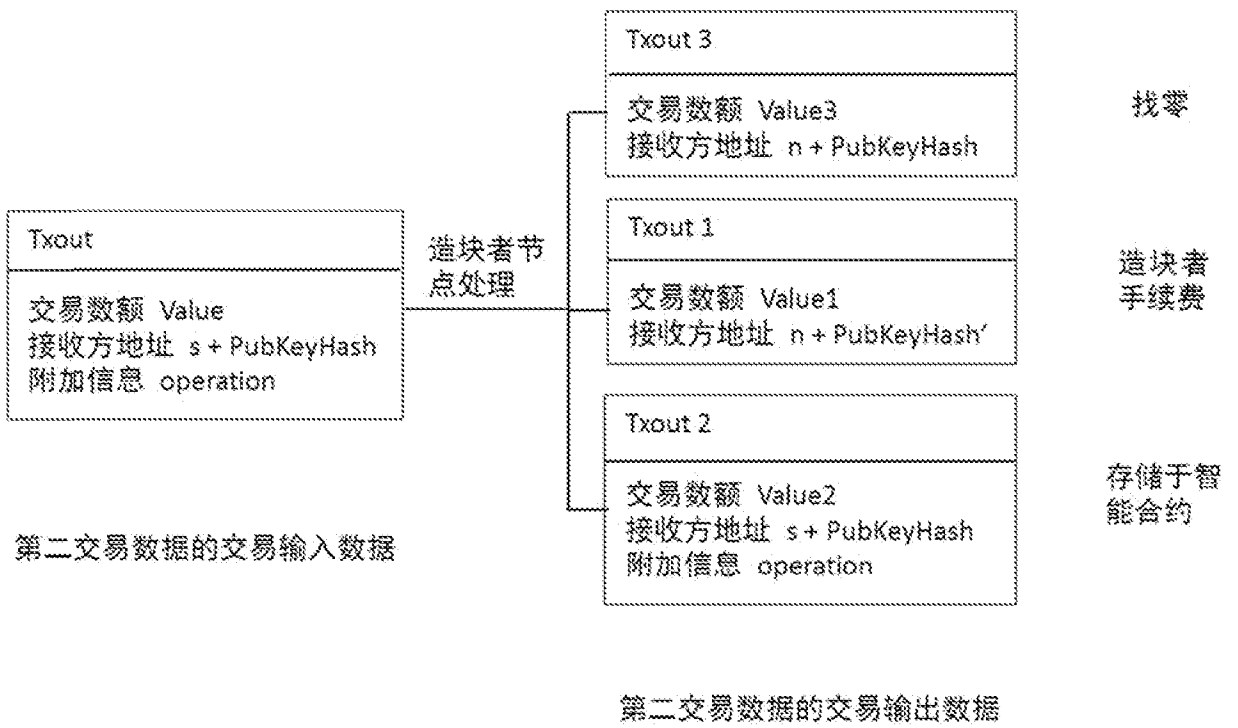 Txout
交易数额 Value
接收方地址 s + PubKeyHash
附加信息 operation
第二交易数据的交易输入数据
造块者节
点处理
Txout 3
交易数额 Value3
接收方地址 n + PubKeyHash
找零
Txout 1
交易数额 Value1
接收方地址 n + PubKeyHash’
造块者
手续费
Txout 2
交易数额 Value2
接收方地址 s + PubKeyHash
附加信息 operation
存储于智
能合约
第二交易数据的交易输出数据